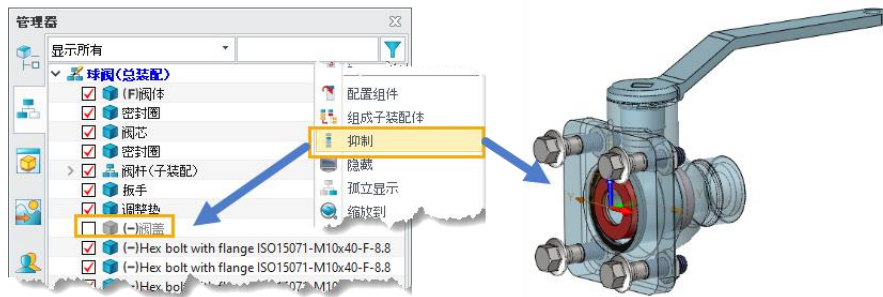 管理器
显示所有
球阀(总装配)
(F)阀体
密封圈
阀芯
密封圈
阀杆(子装配)
扳手
调整垫
(-)阀盖
(-)Hex bolt with flange ISO15071-M10x40-F-8.8
(-)Hex bolt with flange ISO15071-M10x40-F-8.8
配置组件
组成子装配体
抑制
隐藏
孤立显示
缩放到
Y